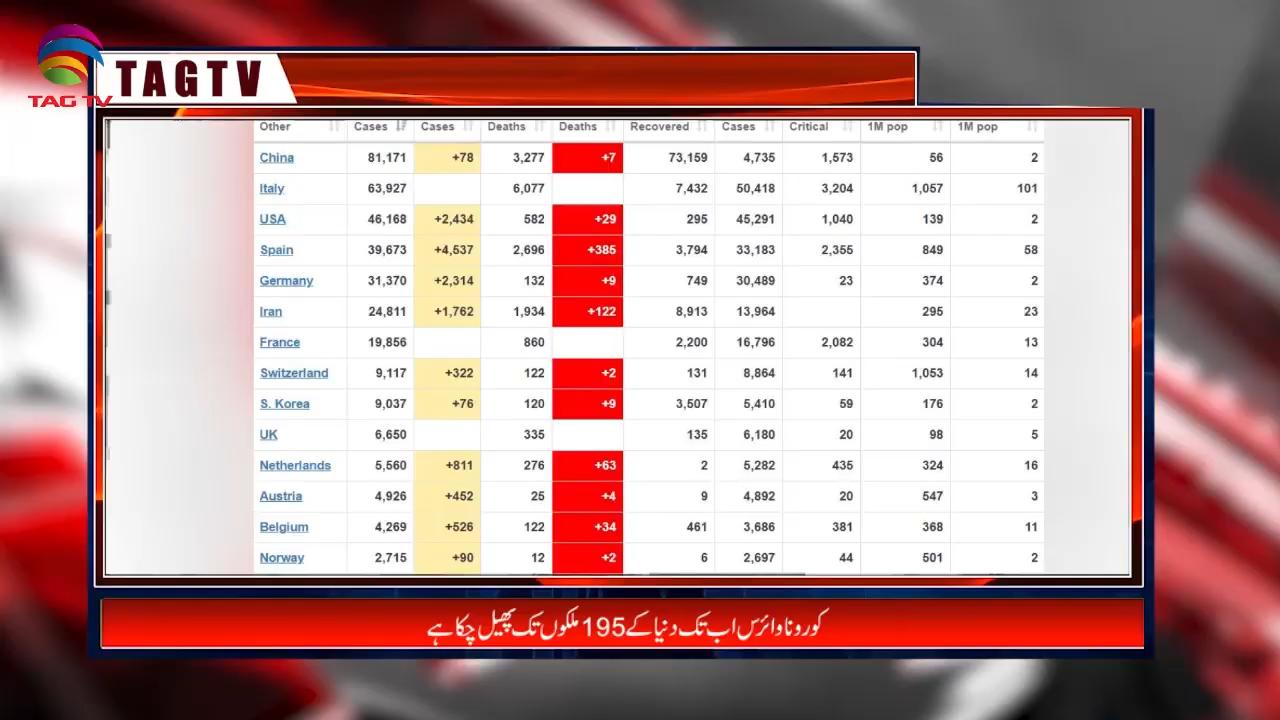 TAGTV
TAG TV
Other Cases Cases Deaths Deaths Recovered Cases Critical 1M pop 1M pop
China 81,171 +78 3,277 +7 73,159 4,735 1,573 56 2
Italy 63,927 6,077 7,432 50,418 3,204 1,057 101
USA 46,168 +2,434 582 +29 295 45,291 1,040 139 2
Spain 39,673 +4,537 2,696 +385 3,794 33,183 2,355 849 58
Germany 31,370 +2,314 132 +9 749 30,489 23 374 2
Iran 24,811 +1,762 1,934 +122 8,913 13,964 295 23
France 19,856 860 2,200 16,796 2,082 304 13
Switzerland 9,117 +322 122 +2 131 8,864 141 1,053 14
S. Korea 9,037 +76 120 +9 3,507 5,410 59 176 2
UK 6,650 335 135 6,180 20 98 5
Netherlands 5,560 +811 276 +63 2 5,282 435 324 16
Austria 4,926 +452 25 +4 9 4,892 20 547 3
Belgium 4,269 +526 122 +34 461 3,686 381 368 11
Norway 2,715 +90 12 +2 6 2,697 44 501 2
کورونا وائرس اب تک دنیا کے 195 ملکوں تک پھیل چکا ہے